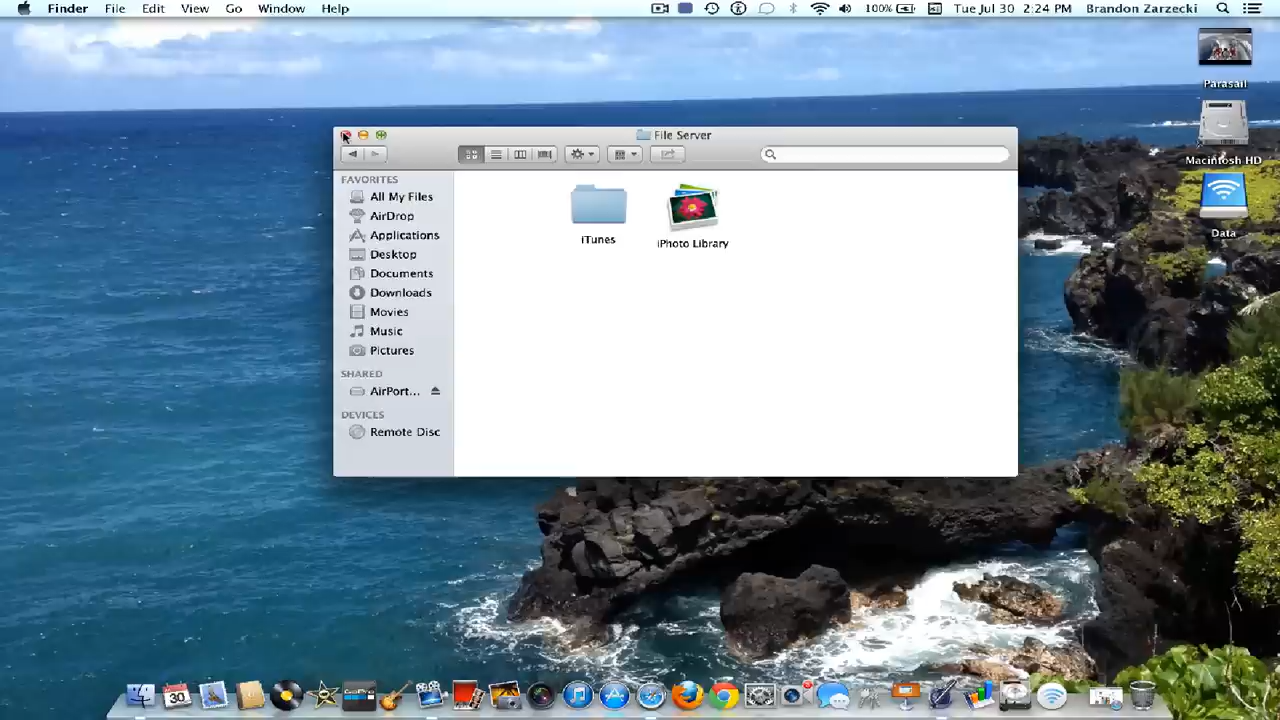 Finder File Edit View Go Window Help 100% Tue Jul 30 2:24 PM Brandon Zarzecki
Parasail
Macintosh HD
Data
File Server
FAVORITES
All My Files
AirDrop
Applications
Desktop
Documents
Downloads
Movies
Music
Pictures
SHARED
AirPort...
DEVICES
Remote Disc
iTunes
iPhoto Library
30
GoPro